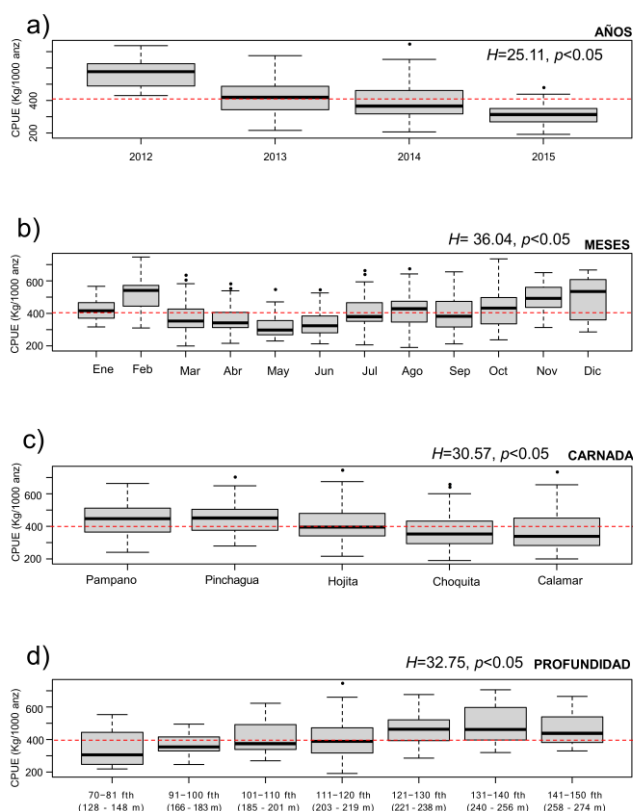 a)
AÑOS
H=25.11, p<0.05
CPUE (Kg/1000 anz)
400
200
2012 2013 2014 2015
b)
H= 36.04, p<0.05 MESES
CPUE (Kg/1000 anz)
600
400
200
Ene Feb Mar Abr May Jun Jul Ago Sep Oct Nov Dic
c)
H=30.57, p<0.05 CARNADA
CPUE (Kg/1000 anz)
600
400
200
Pampano Pinchagua Hojita Choquita Calamar
d)
H=32.75, p<0.05 PROFUNDIDAD
CPUE (Kg/1000 anz)
600
400
200
70−81 fth 91−100 fth 101−110 fth 111−120 fth 121−130 fth 131−140 fth 141−150 fth
(128 - 148 m) (166 - 183 m) (185 - 201 m) (203 - 219 m) (221 - 238 m) (240 - 256 m) (258 - 274 m)